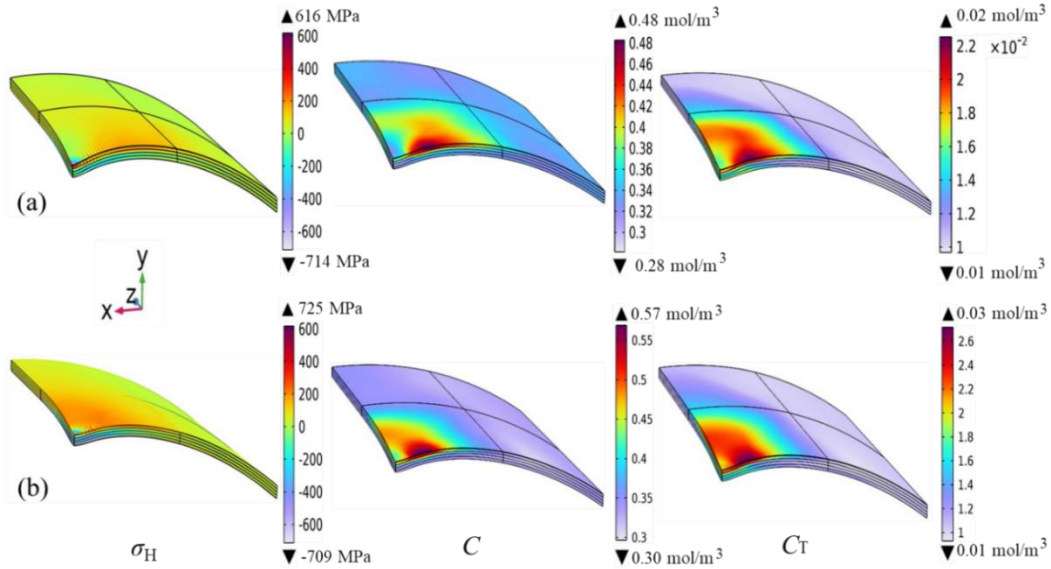 ▲ 616 MPa
600
400
200
0
-200
-400
-600
▼ -714 MPa
▲ 0.48 mol/m³
0.48
0.46
0.44
0.42
0.4
0.38
0.36
0.34
0.32
0.3
▼ 0.28 mol/m³
▲ 0.02 mol/m³
×10⁻²
2.2
2
1.8
1.6
1.4
1.2
1
▼ 0.01 mol/m³
(a)
y
z
x
▲ 725 MPa
600
400
200
0
200
400
-600
▼ -709 MPa
▲ 0.57 mol/m³
0.55
0.5
0.45
0.4
0.35
0.3
▼ 0.30 mol/m³
▲ 0.03 mol/m³
2.6
2.4
2.2
2
1.8
1.6
1.4
1.2
1
▼ 0.01 mol/m³
(b)
σH
C
CT